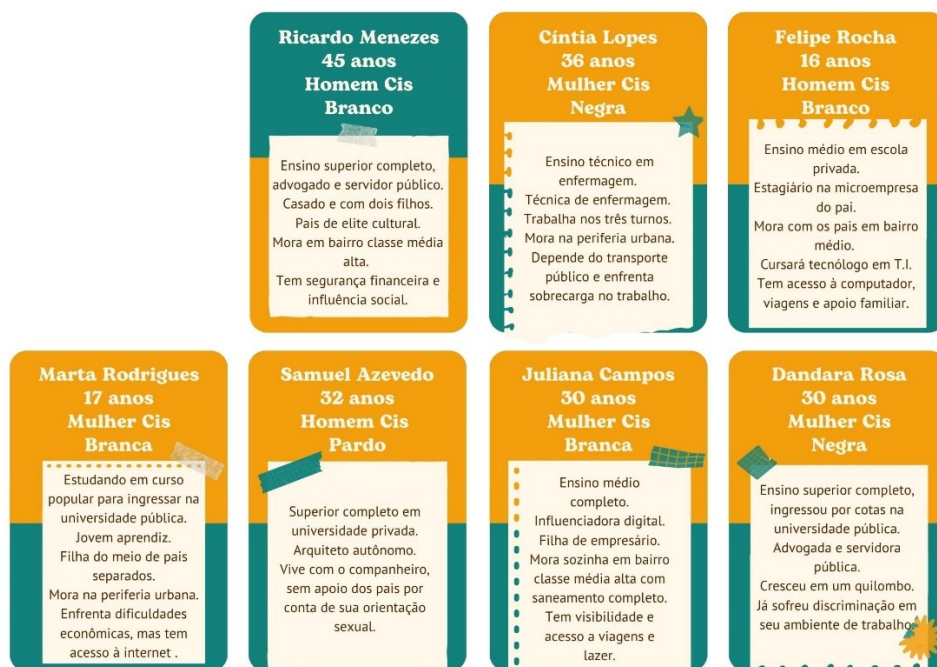 Ricardo Menezes
45 anos
Homem Cis
Branco
Ensino superior completo,
advogado e servidor público.
Casado e com dois filhos.
Pais de elite cultural.
Mora em bairro classe média
alta.
Tem segurança financeira e
influência social.
Cíntia Lopes
36 anos
Mulher Cis
Negra
Ensino técnico em
enfermagem.
Técnica de enfermagem.
Trabalha nos três turnos.
Mora na periferia urbana.
Depende do transporte
público e enfrenta
sobrecarga no trabalho.
Felipe Rocha
16 anos
Homem Cis
Branco
Ensino médio em escola
privada.
Estagiário na microempresa
do pai.
Mora com os pais em bairro
médio.
Cursará tecnólogo em T.I.
Tem acesso à computador,
viagens e apoio familiar.
Marta Rodrigues
17 anos
Mulher Cis
Branca
Estudando em curso
popular para ingressar na
universidade pública.
Jovem aprendiz.
Filha do meio de pais
separados.
Mora na periferia urbana.
Enfrenta dificuldades
econômicas, mas tem
acesso à internet .
Samuel Azevedo
32 anos
Homem Cis
Pardo
Superior completo em
universidade privada.
Arquiteto autônomo.
Vive com o companheiro,
sem apoio dos pais por
conta de sua orientação
sexual.
Juliana Campos
30 anos
Mulher Cis
Branca
Ensino médio
completo.
Influenciadora digital.
Filha de empresário.
Mora sozinha em bairro
classe média alta com
saneamento completo.
Tem visibilidade e
acesso a viagens e
lazer.
Dandara Rosa
30 anos
Mulher Cis
Negra
Ensino superior completo,
ingressou por cotas na
universidade pública.
Advogada e servidora
pública.
Cresceu em um quilombo.
Já sofreu discriminação em
seu ambiente de trabalho.